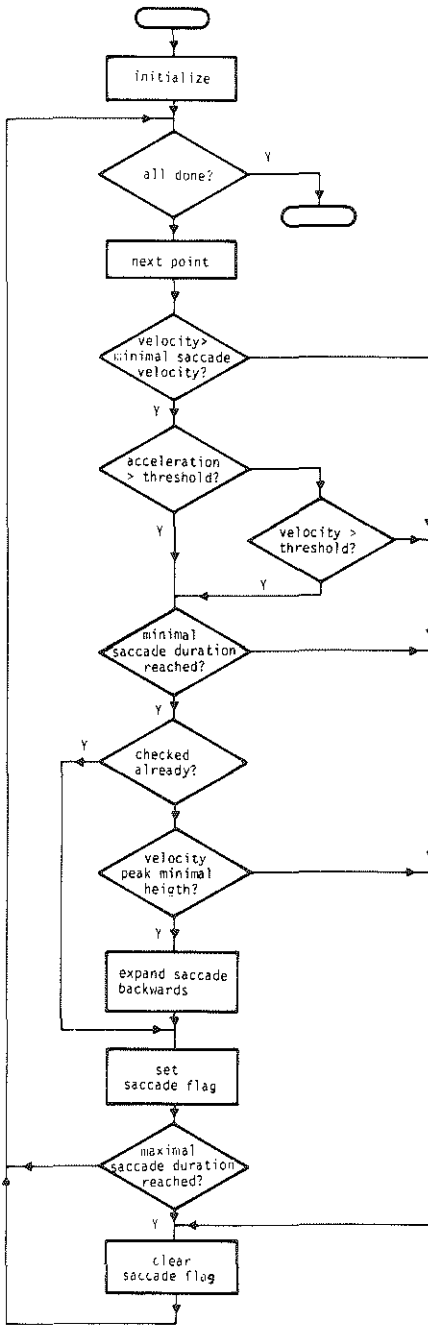 initialize
Y
all done?
next point
velocity>
minimal saccade
velocity?
Y
acceleration
> threshold?
Y
velocity >
threshold?
Y
minimal
saccade duration
reached?
Y
Y
checked
already?
velocity
peak minimal
heigth?
Y
expand saccade
backwards
set
saccade flag
maximal
saccade duration
reached?
Y
clear
saccade flag